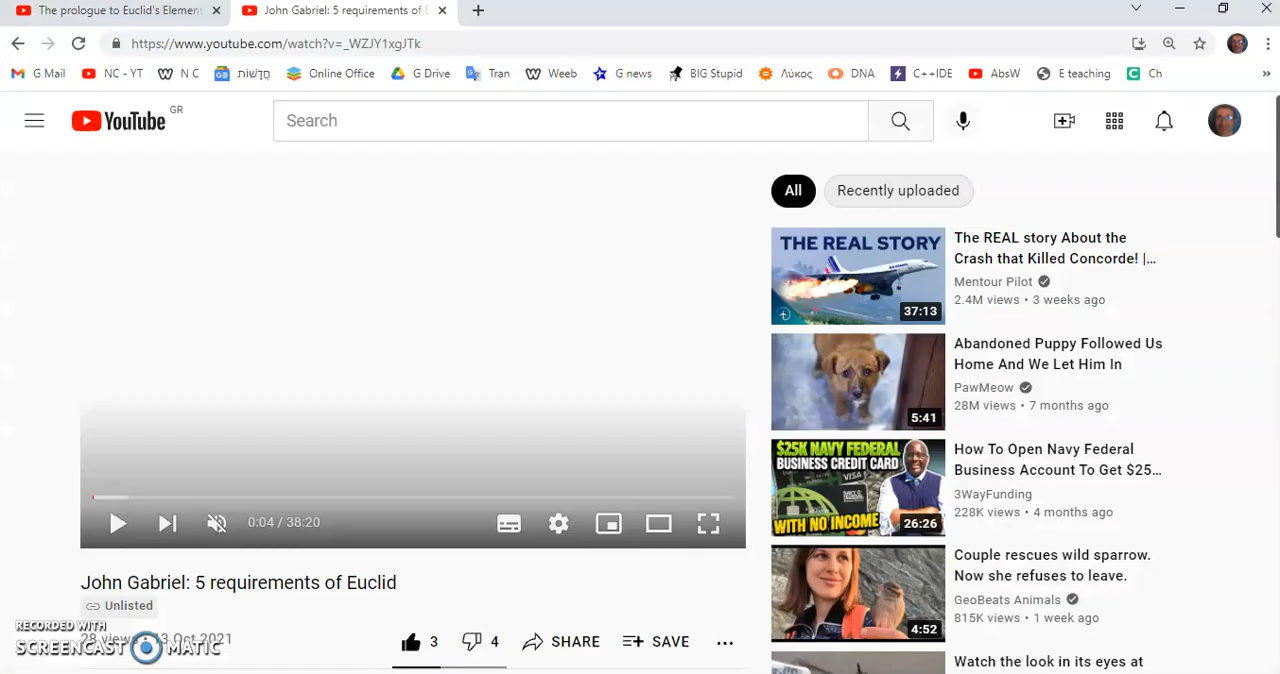 The prologue to Euclid's Elemen
John Gabriel: 5 requirements of E
https://www.youtube.com/watch?v=_WZJY1xgJTk
G Mail
NC - YT
N C
חֲדָשׁוֹת
Online Office
G Drive
Tran
Weeb
G news
BIG Stupid
Λύκος
DNA
C++IDE
AbsW
E teaching
Ch
YouTube
GR
Search
All
Recently uploaded
THE REAL STORY
37:13
The REAL story About the
Crash that Killed Concorde! |...
Mentour Pilot
2.4M views • 3 weeks ago
5:41
Abandoned Puppy Followed Us
Home And We Let Him In
PawMeow
28M views • 7 months ago
$25K NAVY FEDERAL
BUSINESS CREDIT CARD
VISA
WITH NO INCOME
26:26
How To Open Navy Federal
Business Account To Get $25...
3WayFunding
228K views • 4 months ago
4:52
Couple rescues wild sparrow.
Now she refuses to leave.
GeoBeats Animals
815K views • 1 week ago
Watch the look in its eyes at
0:04 / 38:20
John Gabriel: 5 requirements of Euclid
Unlisted
28 views • 13 Oct 2021
3
4
SHARE
SAVE
RECORDED WITH
SCREENCAST MATIC